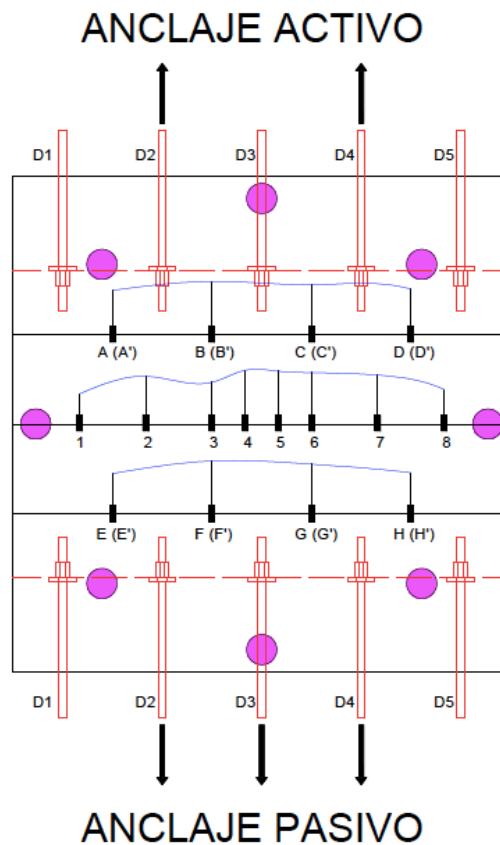 ANCLAJE ACTIVO
D1 D2 D3 D4 D5
A (A') B (B') C (C') D (D')
1 2 3 4 5 6 7 8
E (E') F (F') G (G') H (H')
D1 D2 D3 D4 D5
ANCLAJE PASIVO